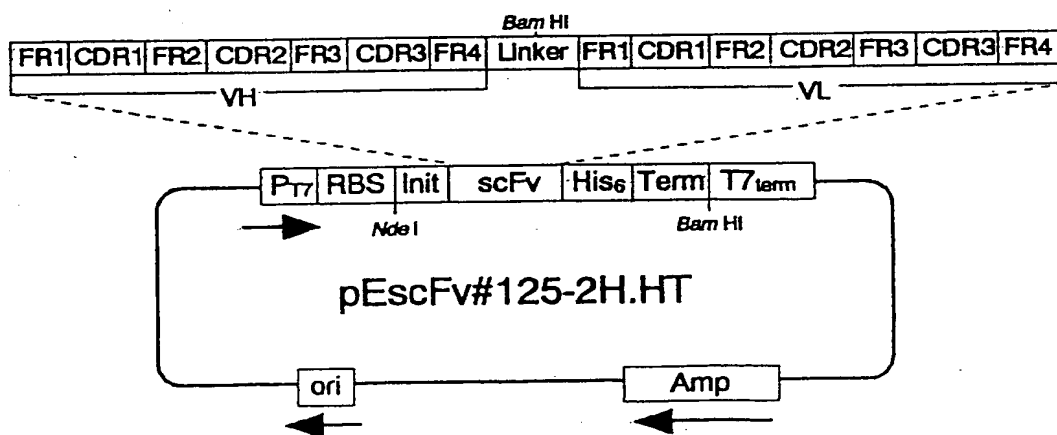 Bam HI
FR1 CDR1 FR2 CDR2 FR3 CDR3 FR4 Linker FR1 CDR1 FR2 CDR2 FR3 CDR3 FR4
VH VL
PT7 RBS Init scFv His6 Term T7term
Nde I Bam HI
pEscFv#125-2H.HT
ori Amp